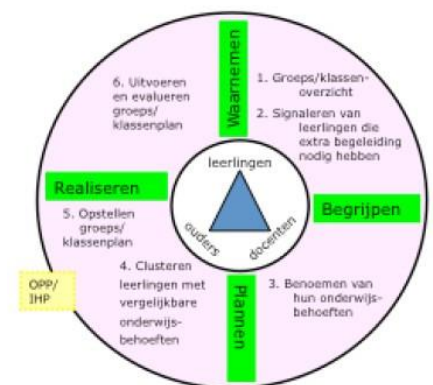 Waarnemen
1. Groeps/klassen-
overzicht
2. Signaleren van
leerlingen die
extra begeleiding
nodig hebben
Begrijpen
3. Benoemen van
hun onderwijs-
behoeften
Plannen
4. Clusteren
leerlingen met
vergelijkbare
onderwijs-
behoeften
OPP/
IHP
5. Opstellen
groeps/
klassenplan
Realiseren
6. Uitvoeren
en evalueren
groeps/
klassenplan
leerlingen
ouders
docenten